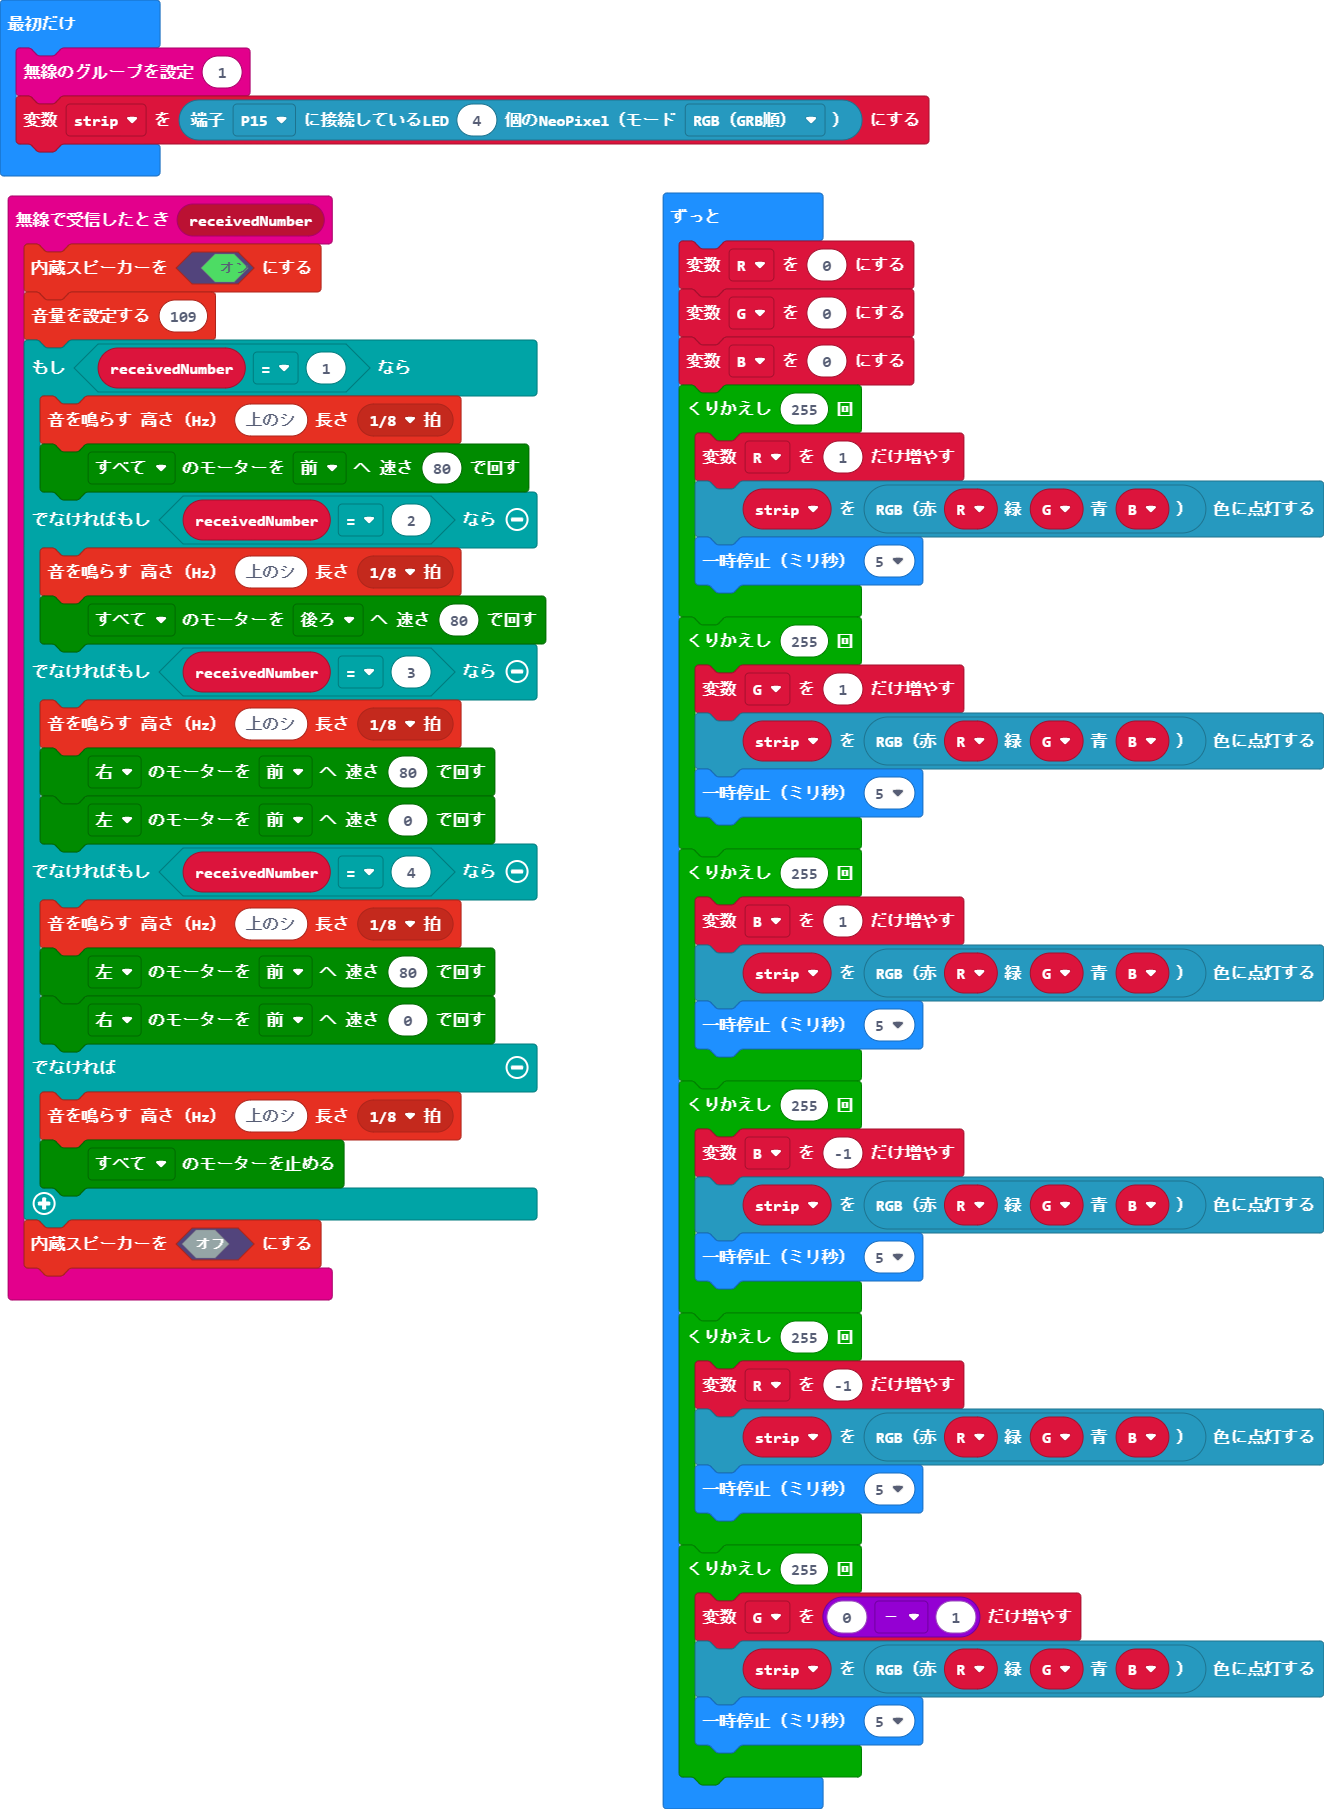 最初だけ
無線のグループを設定 1
変数 strip を 端子 P15 に接続しているLED 4 個のNeoPixel（モード RGB（GRB順） ） にする
無線で受信したとき receivedNumber
内蔵スピーカーを オン にする
音量を設定する 109
もし receivedNumber = 1 なら
音を鳴らす 高さ（Hz） 上のシ 長さ 1/8 拍
すべて のモーターを 前 へ 速さ 80 で回す
でなければもし receivedNumber = 2 なら
音を鳴らす 高さ（Hz） 上のシ 長さ 1/8 拍
すべて のモーターを 後ろ へ 速さ 80 で回す
でなければもし receivedNumber = 3 なら
音を鳴らす 高さ（Hz） 上のシ 長さ 1/8 拍
右 のモーターを 前 へ 速さ 80 で回す
左 のモーターを 前 へ 速さ 0 で回す
でなければもし receivedNumber = 4 なら
音を鳴らす 高さ（Hz） 上のシ 長さ 1/8 拍
左 のモーターを 前 へ 速さ 80 で回す
右 のモーターを 前 へ 速さ 0 で回す
でなければ
音を鳴らす 高さ（Hz） 上のシ 長さ 1/8 拍
すべて のモーターを止める
内蔵スピーカーを オフ にする
ずっと
変数 R を 0 にする
変数 G を 0 にする
変数 B を 0 にする
くりかえし 255 回
変数 R を 1 だけ増やす
strip を RGB（赤 R 緑 G 青 B ） 色に点灯する
一時停止（ミリ秒） 5
くりかえし 255 回
変数 G を 1 だけ増やす
strip を RGB（赤 R 緑 G 青 B ） 色に点灯する
一時停止（ミリ秒） 5
くりかえし 255 回
変数 B を 1 だけ増やす
strip を RGB（赤 R 緑 G 青 B ） 色に点灯する
一時停止（ミリ秒） 5
くりかえし 255 回
変数 B を -1 だけ増やす
strip を RGB（赤 R 緑 G 青 B ） 色に点灯する
一時停止（ミリ秒） 5
くりかえし 255 回
変数 R を -1 だけ増やす
strip を RGB（赤 R 緑 G 青 B ） 色に点灯する
一時停止（ミリ秒） 5
くりかえし 255 回
変数 G を 0 - 1 だけ増やす
strip を RGB（赤 R 緑 G 青 B ） 色に点灯する
一時停止（ミリ秒） 5